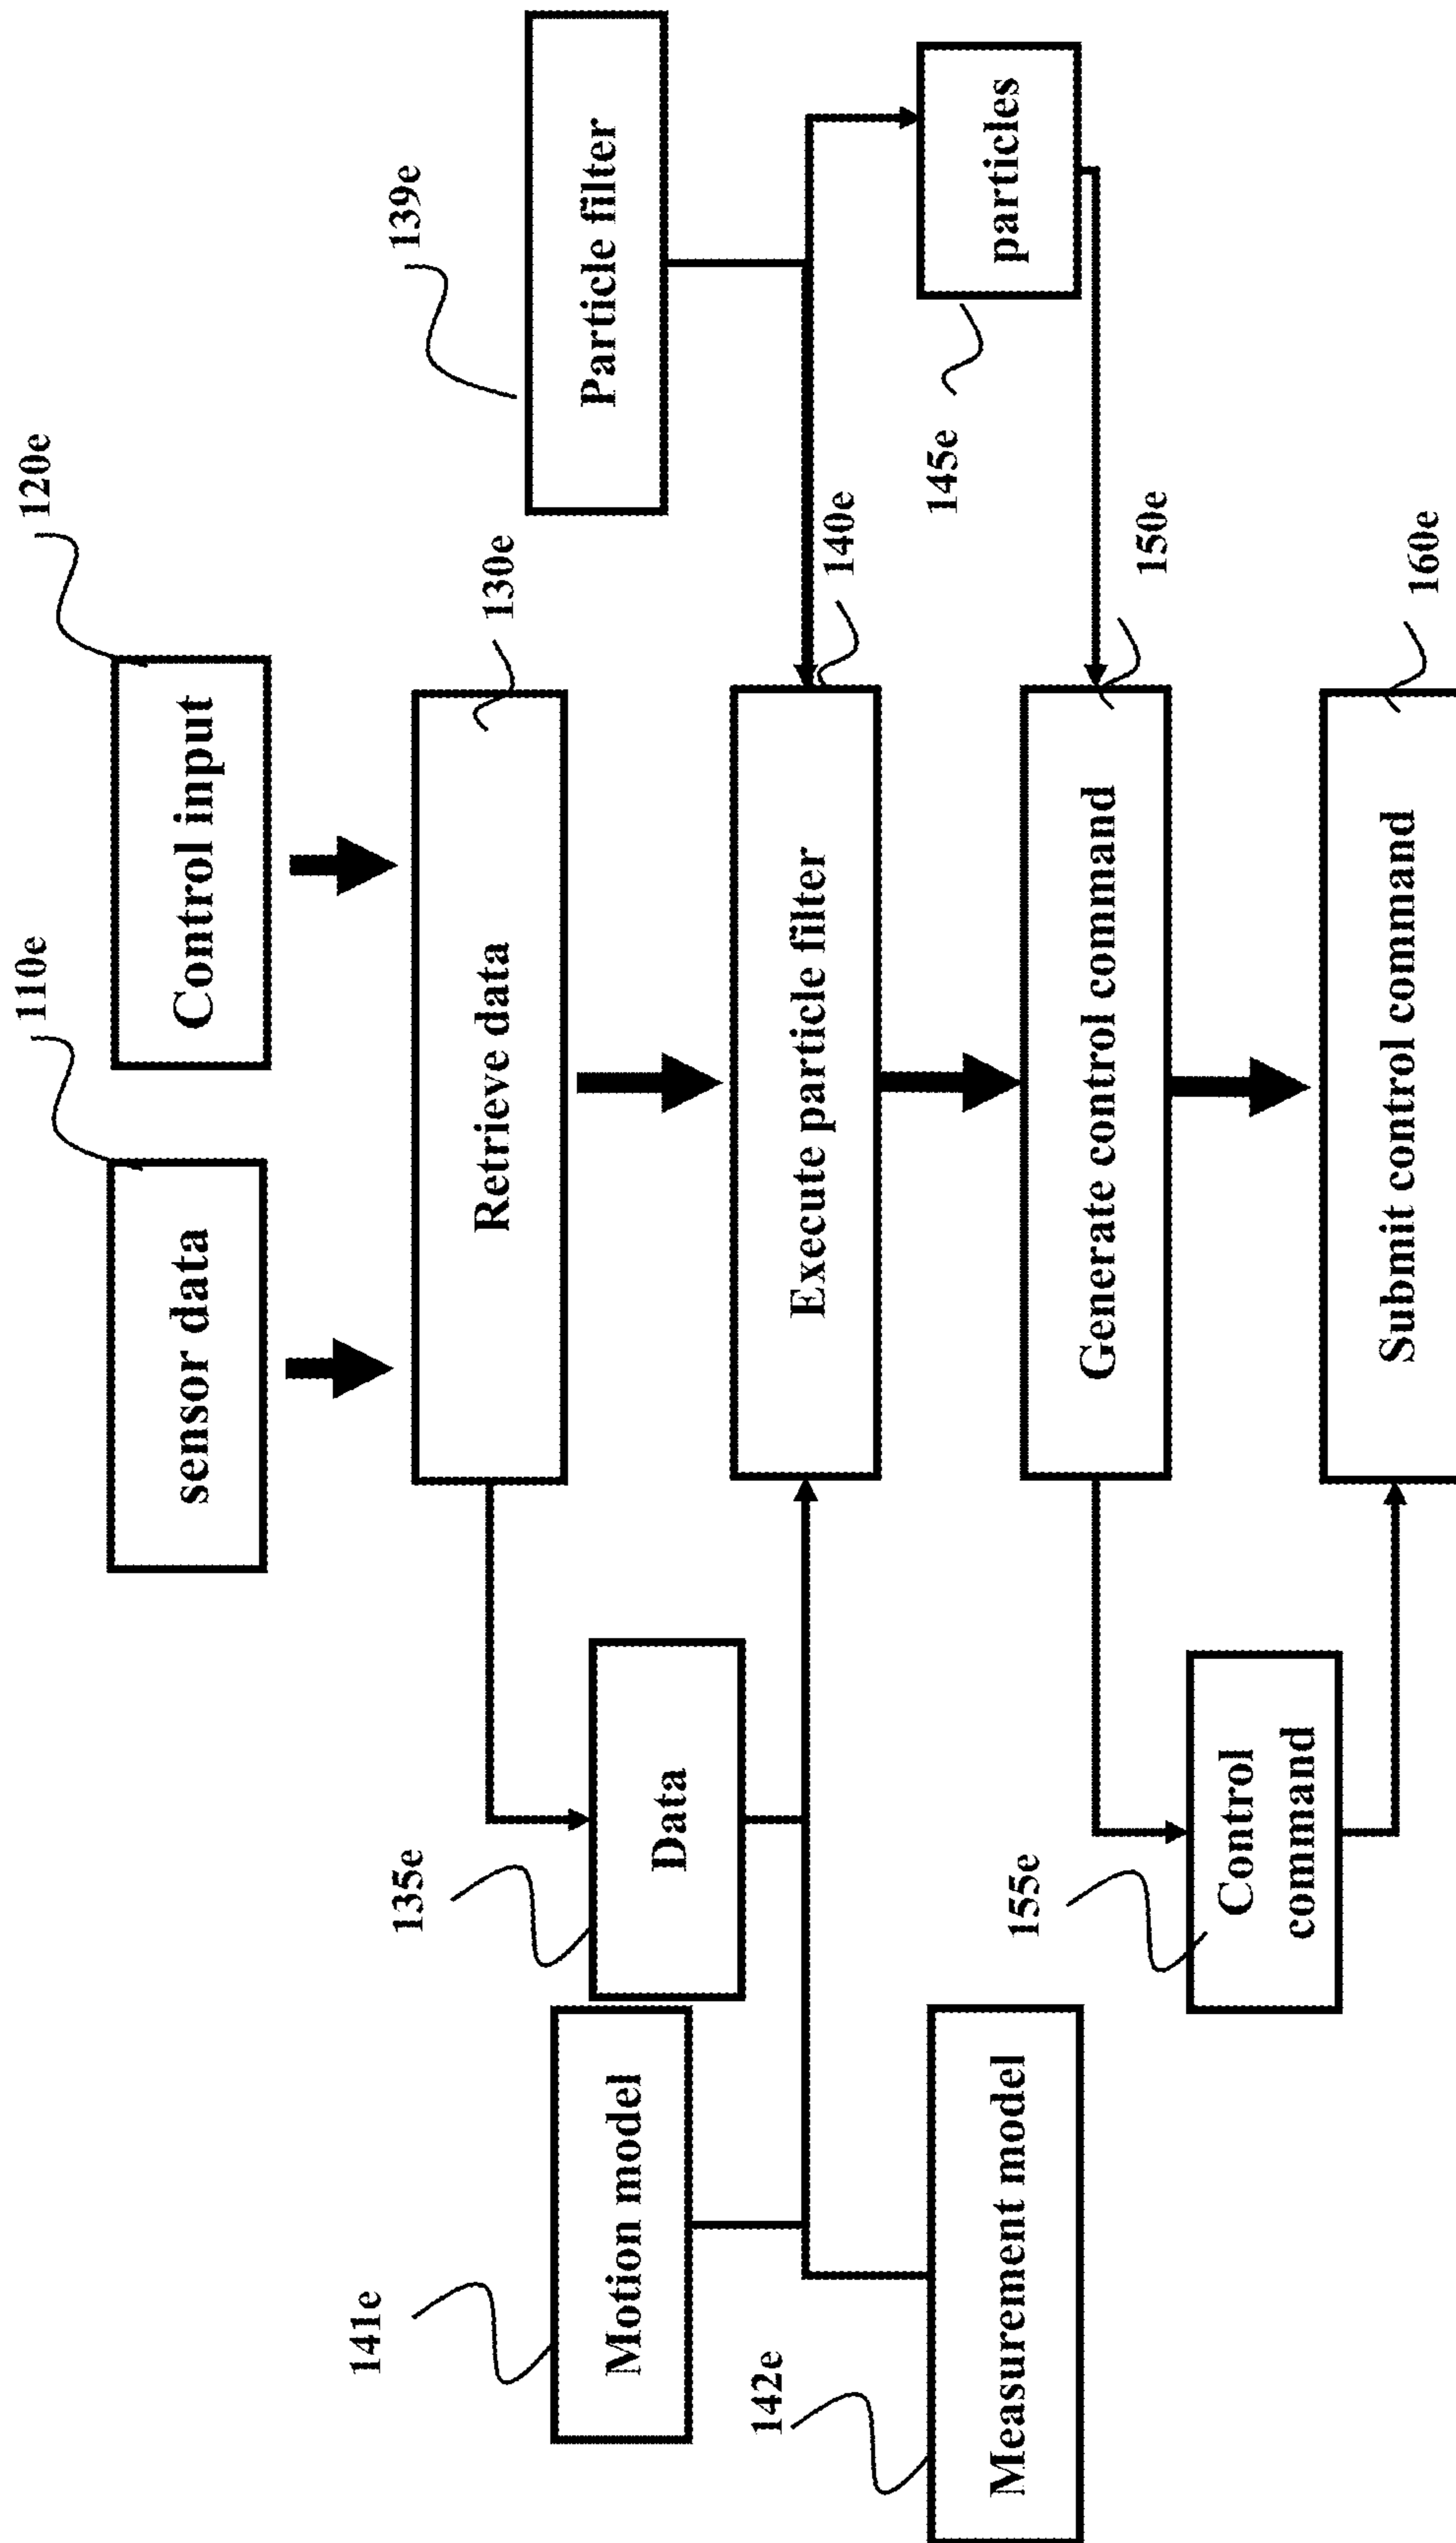 110e
120e
sensor data
Control input
130e
Retrieve data
139e
Particle filter
135e
Data
141e
Motion model
140e
Execute particle filter
142e
Measurement model
145e
particles
150e
Generate control command
155e
Control
command
160e
Submit control command